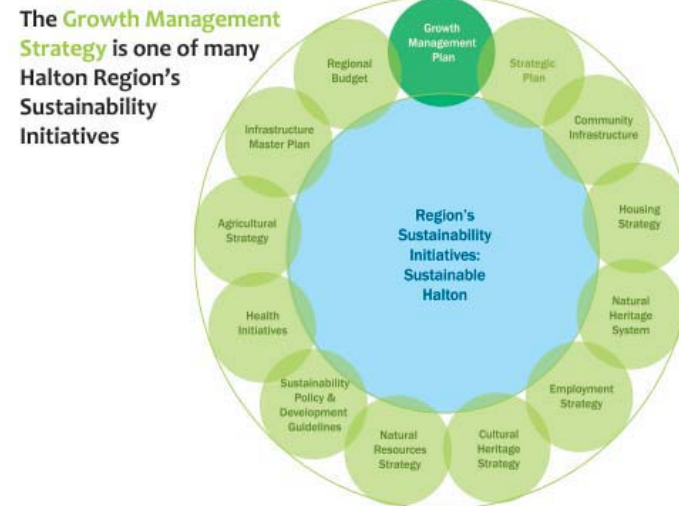 The Growth Management
Strategy is one of many
Halton Region's
Sustainability
Initiatives
Growth
Management
Plan
Strategic
Plan
Community
Infrastructure
Housing
Strategy
Natural
Heritage
System
Employment
Strategy
Cultural
Heritage
Strategy
Natural
Resources
Strategy
Sustainability
Policy &
Development
Guidelines
Health
Initiatives
Agricultural
Strategy
Infrastructure
Master Plan
Regional
Budget
Region's
Sustainability
Initiatives:
Sustainable
Halton